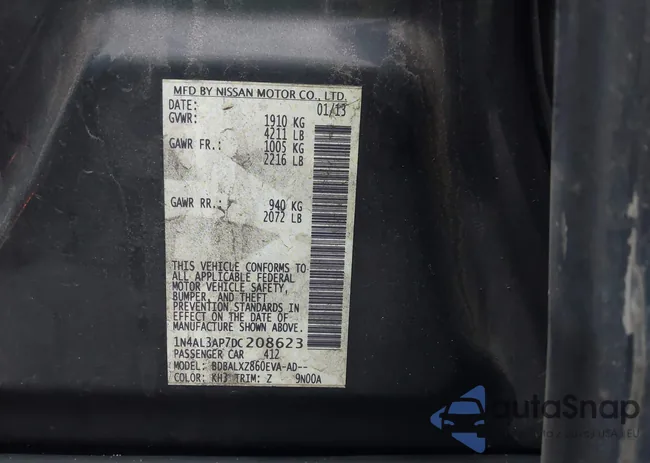 MFD BY NISSAN MOTOR CO., LTD.
DATE: 01/13
GVWR: 1910 KG
4211 LB
GAWR FR.: 1005 KG
2216 LB
GAWR RR.: 940 KG
2072 LB
THIS VEHICLE CONFORMS TO
ALL APPLICABLE FEDERAL
MOTOR VEHICLE SAFETY,
BUMPER, AND THEFT
PREVENTION STANDARDS IN
EFFECT ON THE DATE OF
MANUFACTURE SHOWN ABOVE.
1N4AL3AP7DC208623
PASSENGER CAR 412
MODEL: BDBALXZ860EVA-AD--
COLOR: KH3 TRIM: Z 9N00A
autoSnap